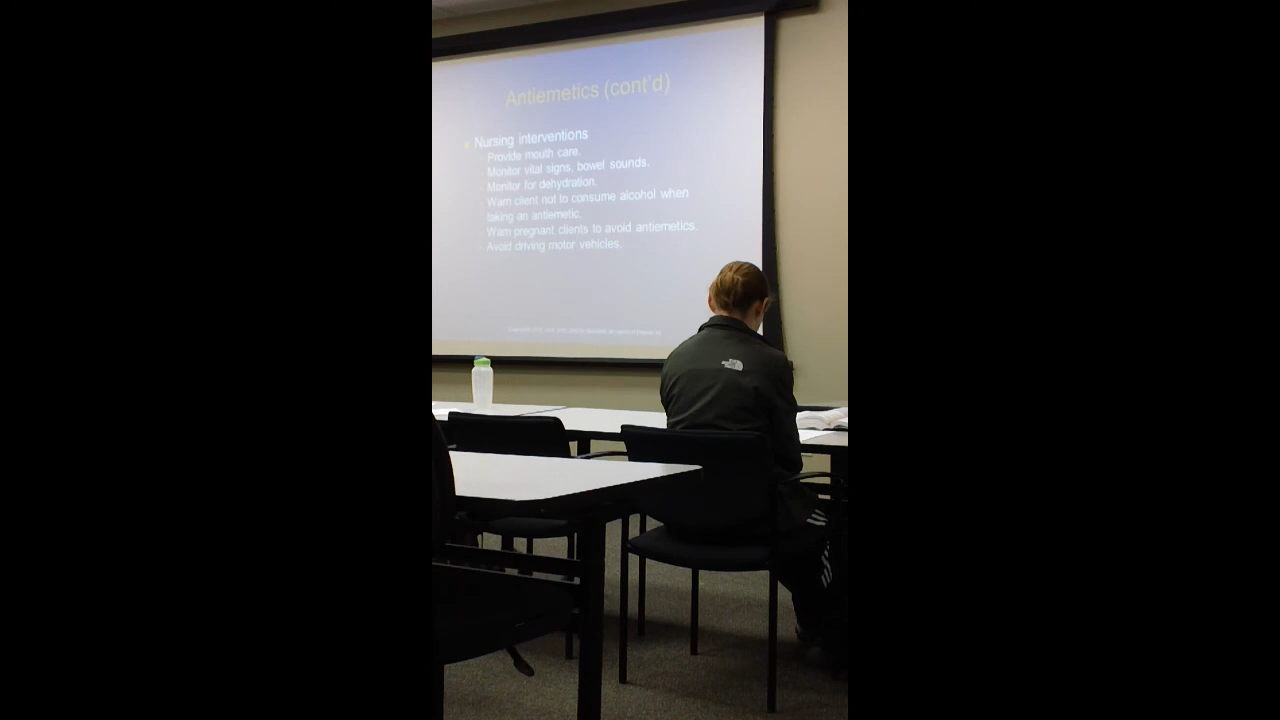 Antiemetics (cont'd)
Nursing interventions
Provide mouth care.
Monitor vital signs, bowel sounds.
Monitor for dehydration.
Warn client not to consume alcohol when
taking an antiemetic.
Warn pregnant clients to avoid antiemetics.
Avoid driving motor vehicles.